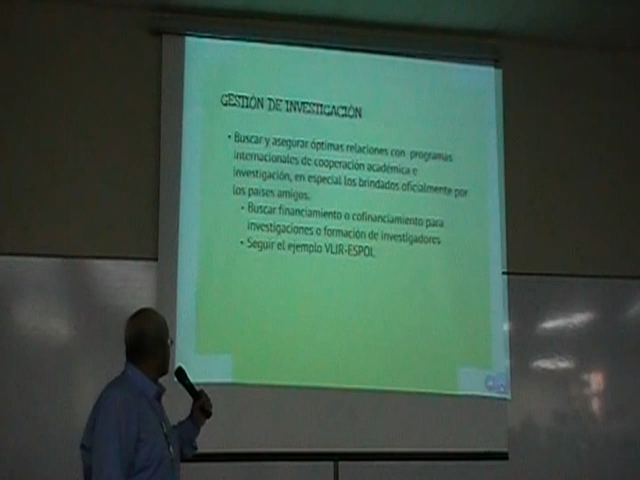 GESTIÓN DE INVESTIGACIÓN
• Buscar y asegurar óptimas relaciones con programas
internacionales de cooperación académica e
investigación, en especial los brindados oficialmente por
los países amigos.
• Buscar financiamiento o cofinanciamiento para
investigaciones o formación de investigadores
• Seguir el ejemplo VLIR-ESPOL